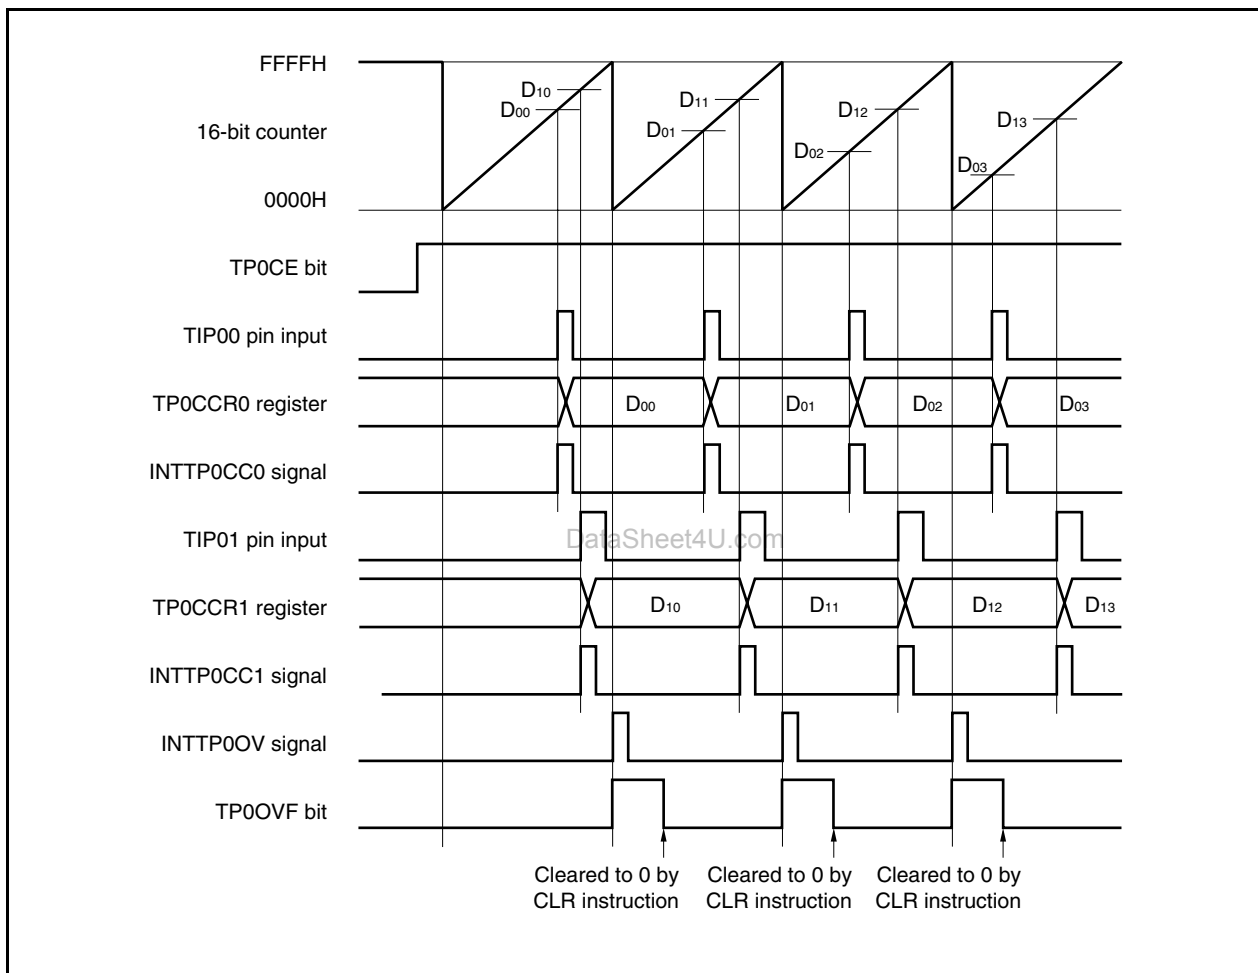 FFFFH
D10
D00
D11
D01
D12
D02
D13
D03
16-bit counter
0000H
TP0CE bit
TIP00 pin input
TP0CCR0 register
D00
D01
D02
D03
INTTP0CC0 signal
TIP01 pin input
DataSheet4U.com
TP0CCR1 register
D10
D11
D12
D13
INTTP0CC1 signal
INTTP0OV signal
TP0OVF bit
Cleared to 0 by
CLR instruction
Cleared to 0 by
CLR instruction
Cleared to 0 by
CLR instruction